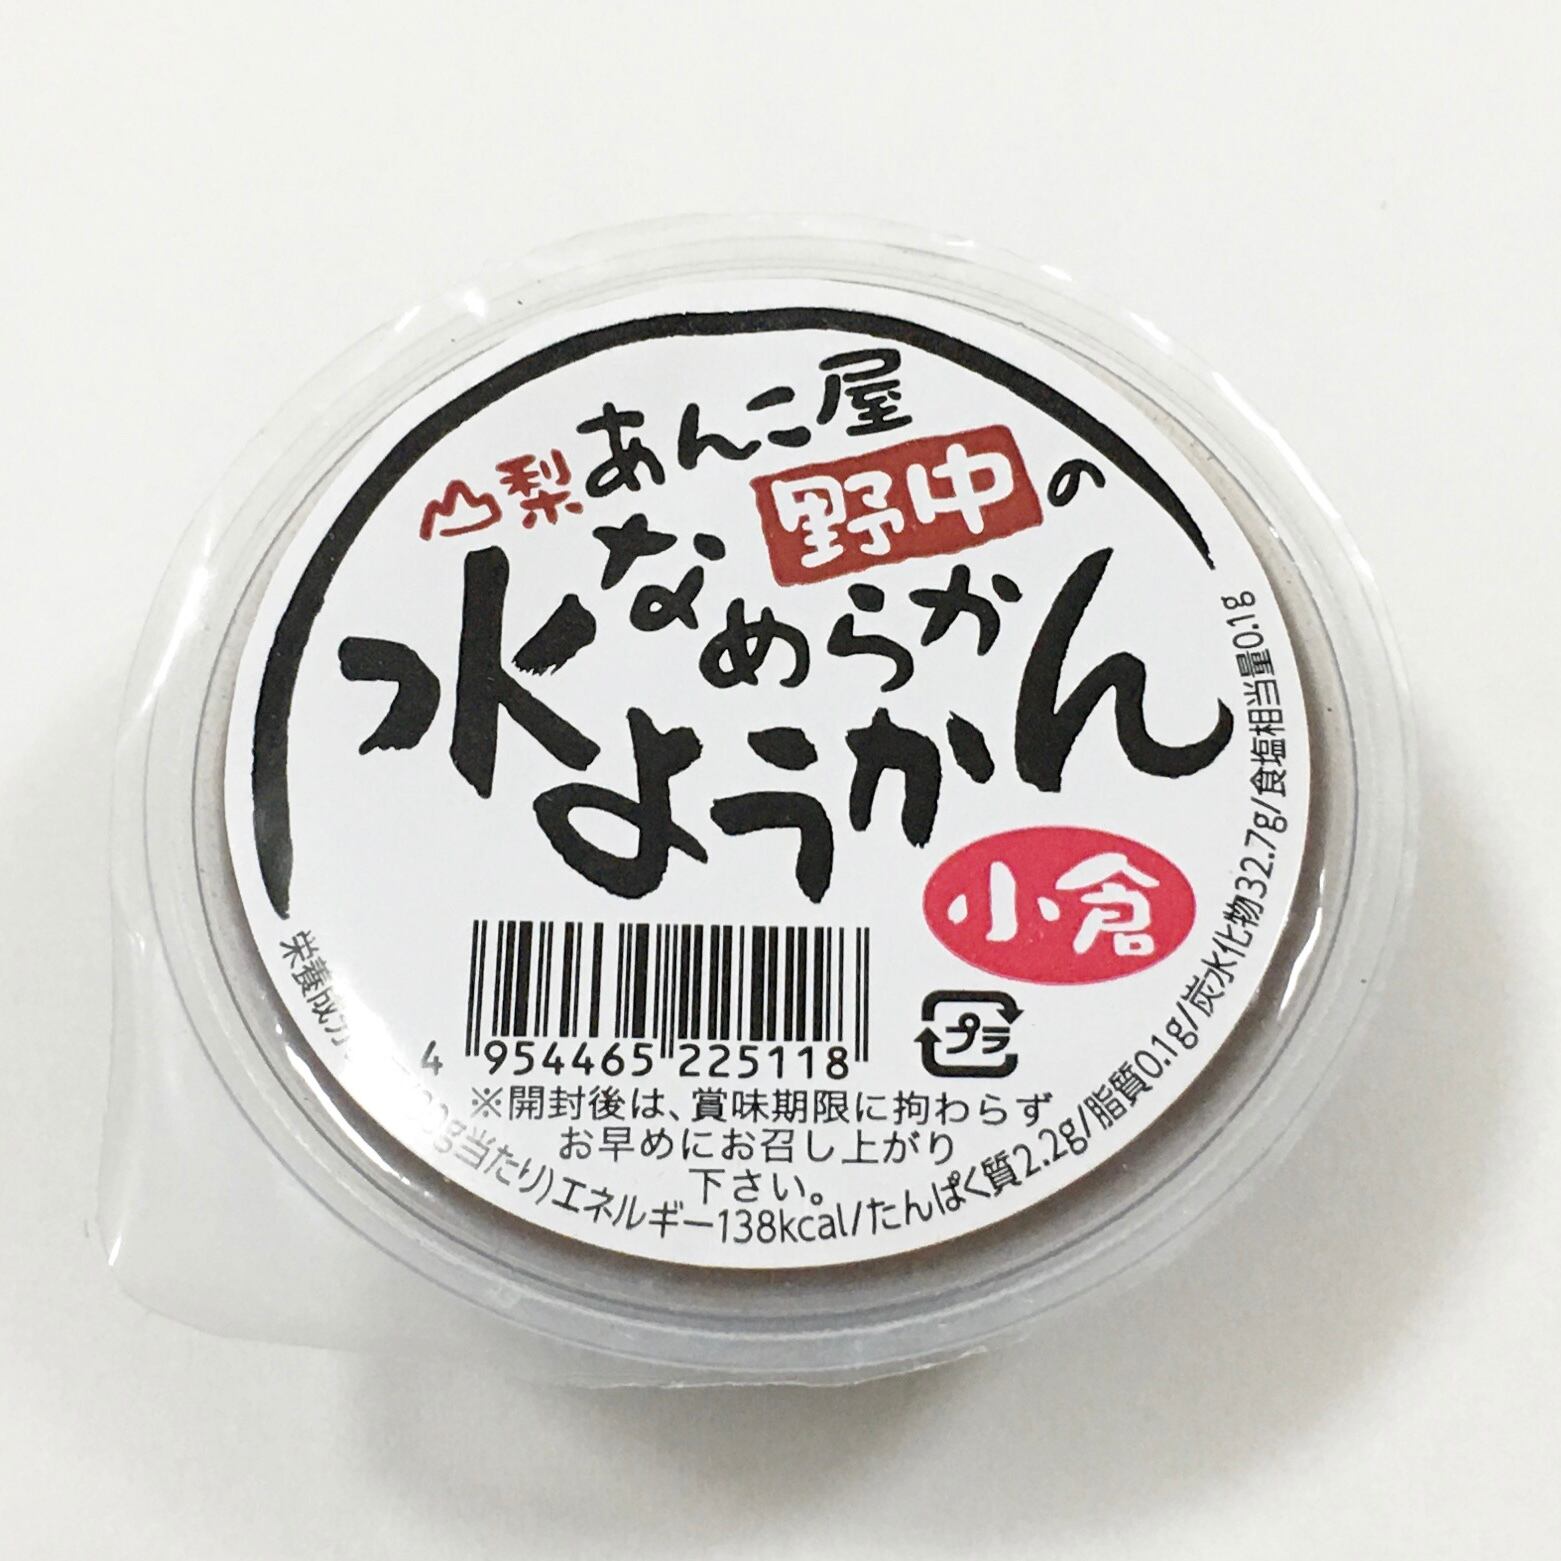 山梨あんこ屋
野中の
なめらか
水ようかん
小倉
4 954465 225118
プラ
※開封後は、賞味期限に拘わらず
お早めにお召し上がり
下さい。
栄養成分 0g当たり)エネルギー138kcal/たんぱく質2.2g/脂質0.1g/炭水化物32.7g/食塩相当量0.1g